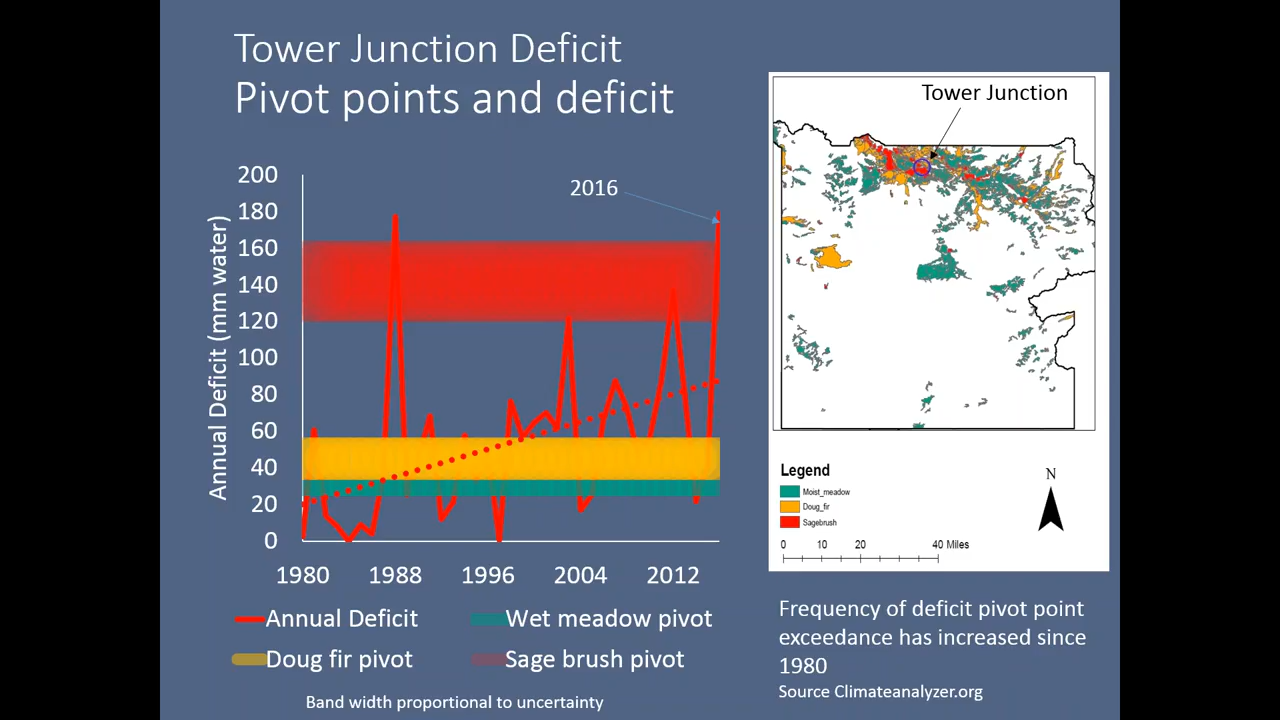 Tower Junction Deficit
Pivot points and deficit
Tower Junction
200
180
160
140
120
100
80
60
40
20
0
Annual Deficit (mm water)
2016
1980 1988 1996 2004 2012
Annual Deficit
Wet meadow pivot
Doug fir pivot
Sage brush pivot
Band width proportional to uncertainty
Legend
Moist_meadow
Doug_fir
Sagebrush
N
0 10 20 40 Miles
Frequency of deficit pivot point
exceedance has increased since
1980
Source Climateanalyzer.org